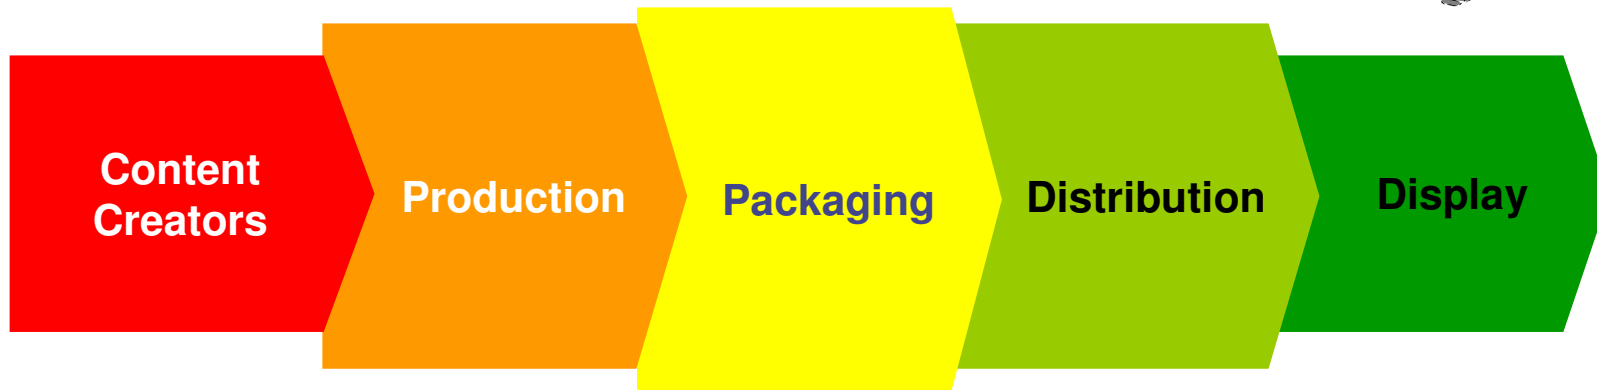 Content
Creators
Production
Packaging
Distribution
Display